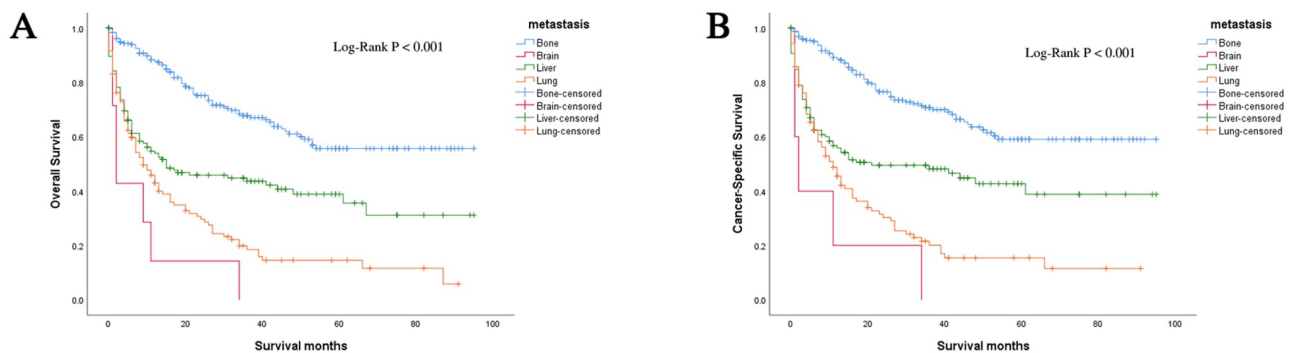 A
Log-Rank P < 0.001
metastasis
Bone
Brain
Liver
Lung
Bone-censored
Brain-censored
Liver-censored
Lung-censored
Overall Survival
1.0
0.8
0.6
0.4
0.2
0.0
0 20 40 60 80 100
Survival months
B
Log-Rank P < 0.001
metastasis
Bone
Brain
Liver
Lung
Bone-censored
Brain-censored
Liver-censored
Lung-censored
Cancer-Specific Survival
1.0
0.8
0.6
0.4
0.2
0.0
0 20 40 60 80 100
Survival months